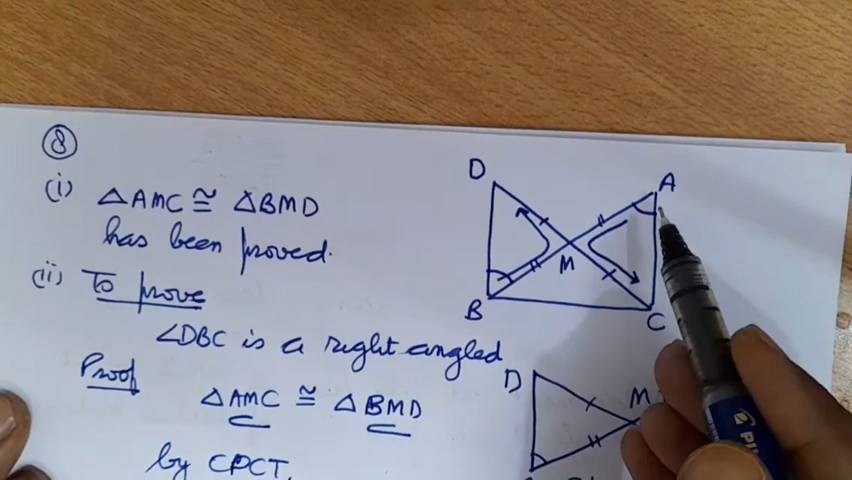 8
(i) △AMC ≅ △BMD
has been proved.
(ii) To prove
∠DBC is a right angled
Proof
△AMC ≅ △BMD
by CPCT,
D
A
M
B
C
D
M